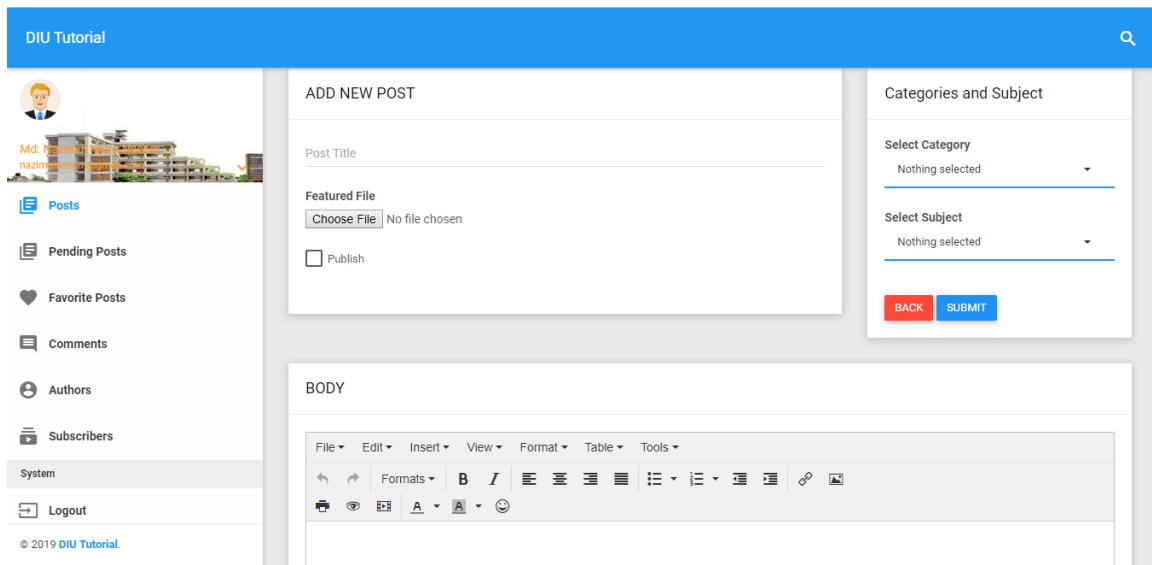 DIU Tutorial
Md.
Posts
Pending Posts
Favorite Posts
Comments
Authors
Subscribers
System
Logout
© 2019 DIU Tutorial.
ADD NEW POST
Post Title
Featured File
Choose File No file chosen
Publish
Categories and Subject
Select Category
Nothing selected
Select Subject
Nothing selected
BACK SUBMIT
BODY
File Edit Insert View Format Table Tools
Formats B I
A A